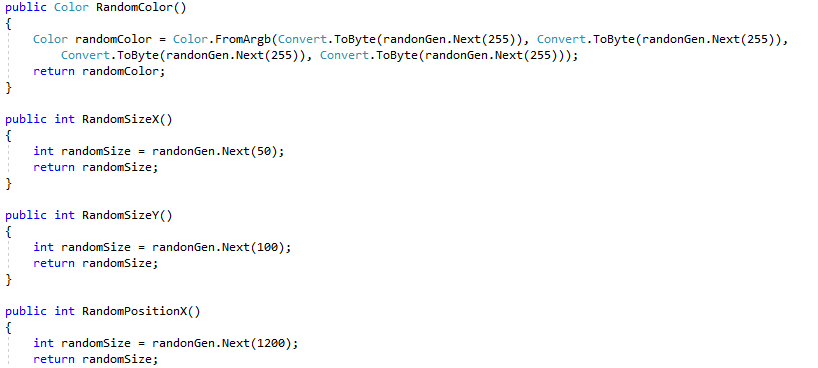 public Color RandomColor()
{
    Color randomColor = Color.FromArgb(Convert.ToByte(randonGen.Next(255)), Convert.ToByte(randonGen.Next(255)),
        Convert.ToByte(randonGen.Next(255)), Convert.ToByte(randonGen.Next(255)));
    return randomColor;
}

public int RandomSizeX()
{
    int randomSize = randonGen.Next(50);
    return randomSize;
}

public int RandomSizeY()
{
    int randomSize = randonGen.Next(100);
    return randomSize;
}

public int RandomPositionX()
{
    int randomSize = randonGen.Next(1200);
    return randomSize;